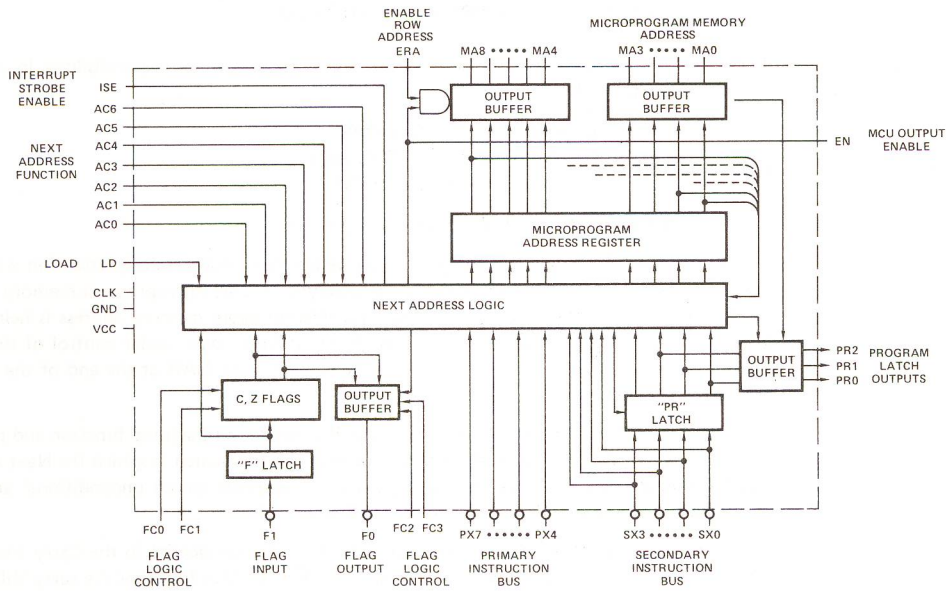 ENABLE
ROW
ADDRESS
ERA
MICROPROGRAM MEMORY
ADDRESS
MA8 ••••• MA4
MA3 ••••• MA0
INTERRUPT
STROBE
ENABLE
ISE
OUTPUT
BUFFER
OUTPUT
BUFFER
AC6
AC5
NEXT
ADDRESS
FUNCTION
AC4
AC3
AC2
AC1
AC0
EN
MCU OUTPUT
ENABLE
MICROPROGRAM
ADDRESS REGISTER
LOAD LD
CLK
GND
VCC
NEXT ADDRESS LOGIC
C, Z FLAGS
OUTPUT
BUFFER
"F" LATCH
"PR"
LATCH
OUTPUT
BUFFER
PR2
PR1
PR0
PROGRAM
LATCH
OUTPUTS
FC0 FC1
FLAG
LOGIC
CONTROL
F1
FLAG
INPUT
F0
FLAG
OUTPUT
FC2 FC3
FLAG
LOGIC
CONTROL
PX7 •••••• PX4
PRIMARY
INSTRUCTION
BUS
SX3 •••••• SX0
SECONDARY
INSTRUCTION
BUS